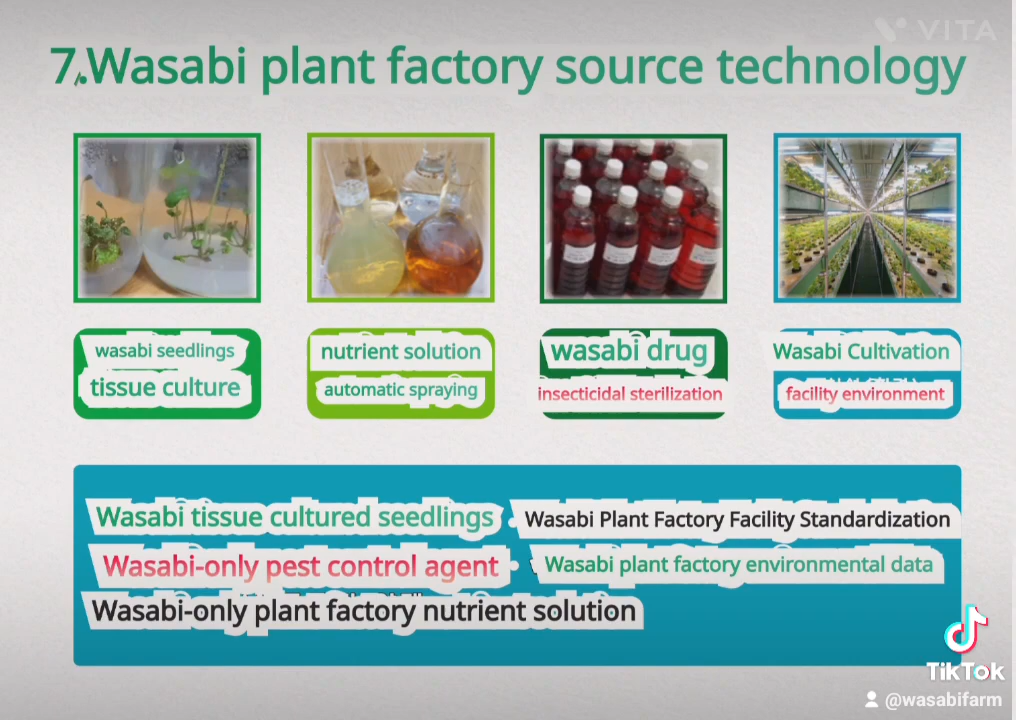 VITA
7.Wasabi plant factory source technology
wasabi seedlings
tissue culture
nutrient solution
automatic spraying
wasabi drug
insecticidal sterilization
Wasabi Cultivation
facility environment
Wasabi tissue cultured seedlings · Wasabi Plant Factory Facility Standardization
Wasabi-only pest control agent · Wasabi plant factory environmental data
Wasabi-only plant factory nutrient solution
TikTok
@wasabifarm